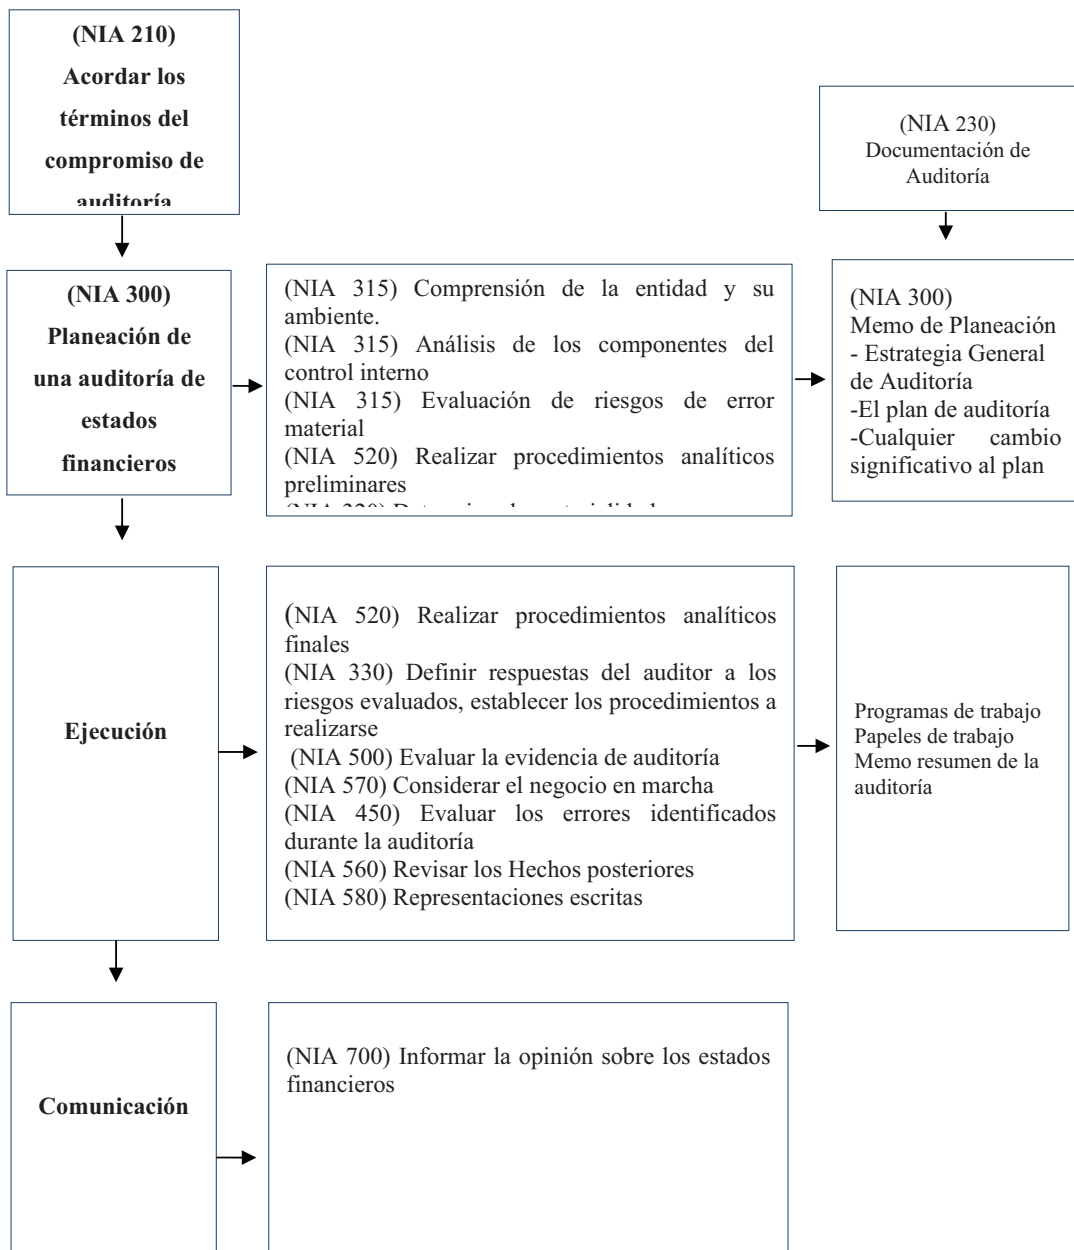 (NIA 210)
Acordar los
términos del
compromiso de
auditoría
(NIA 230)
Documentación de
Auditoría
(NIA 300)
Planeación de
una auditoría de
estados
financieros
(NIA 315) Comprensión de la entidad y su
ambiente.
(NIA 315) Análisis de los componentes del
control interno
(NIA 315) Evaluación de riesgos de error
material
(NIA 520) Realizar procedimientos analíticos
preliminares
(NIA 300)
Memo de Planeación
- Estrategia General
de Auditoría
-El plan de auditoría
-Cualquier cambio
significativo al plan
Ejecución
(NIA 520) Realizar procedimientos analíticos
finales
(NIA 330) Definir respuestas del auditor a los
riesgos evaluados, establecer los procedimientos a
realizarse
(NIA 500) Evaluar la evidencia de auditoría
(NIA 570) Considerar el negocio en marcha
(NIA 450) Evaluar los errores identificados
durante la auditoría
(NIA 560) Revisar los Hechos posteriores
(NIA 580) Representaciones escritas
Programas de trabajo
Papeles de trabajo
Memo resumen de la
auditoría
Comunicación
(NIA 700) Informar la opinión sobre los estados
financieros